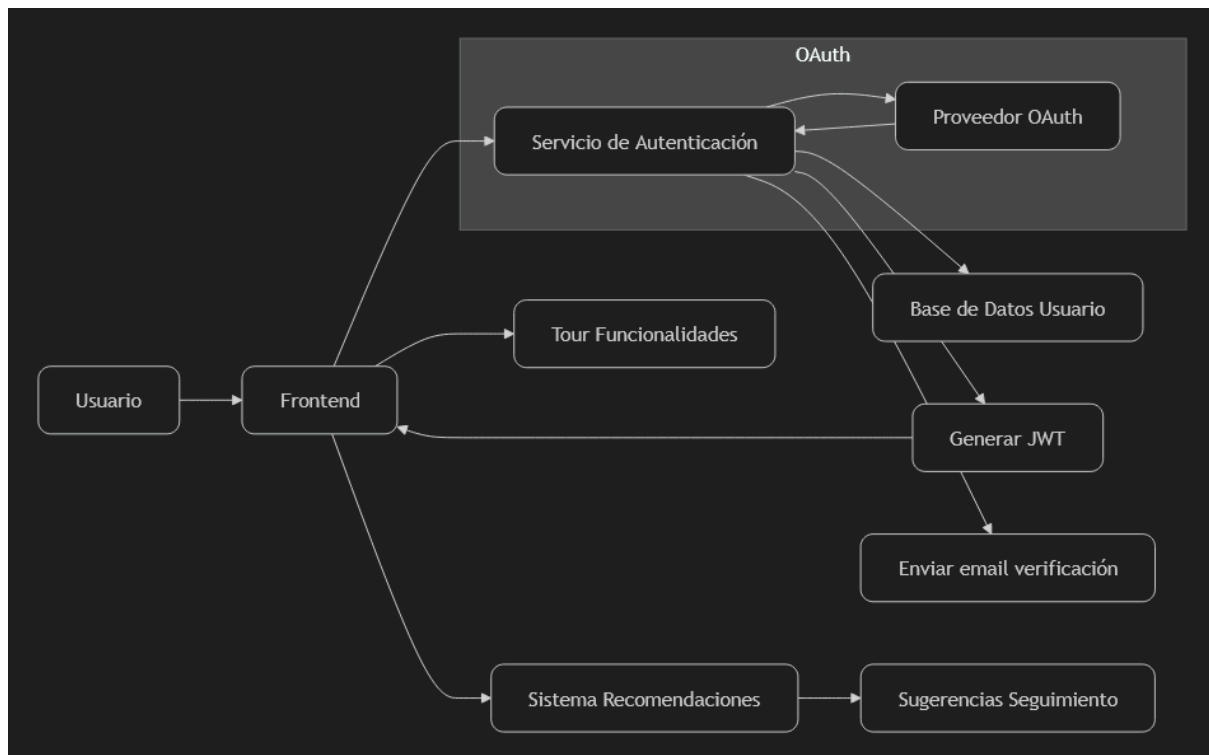 OAuth
Proveedor OAuth
Servicio de Autenticación
Base de Datos Usuario
Tour Funcionalidades
Usuario
Frontend
Generar JWT
Enviar email verificación
Sistema Recomendaciones
Sugerencias Seguimiento